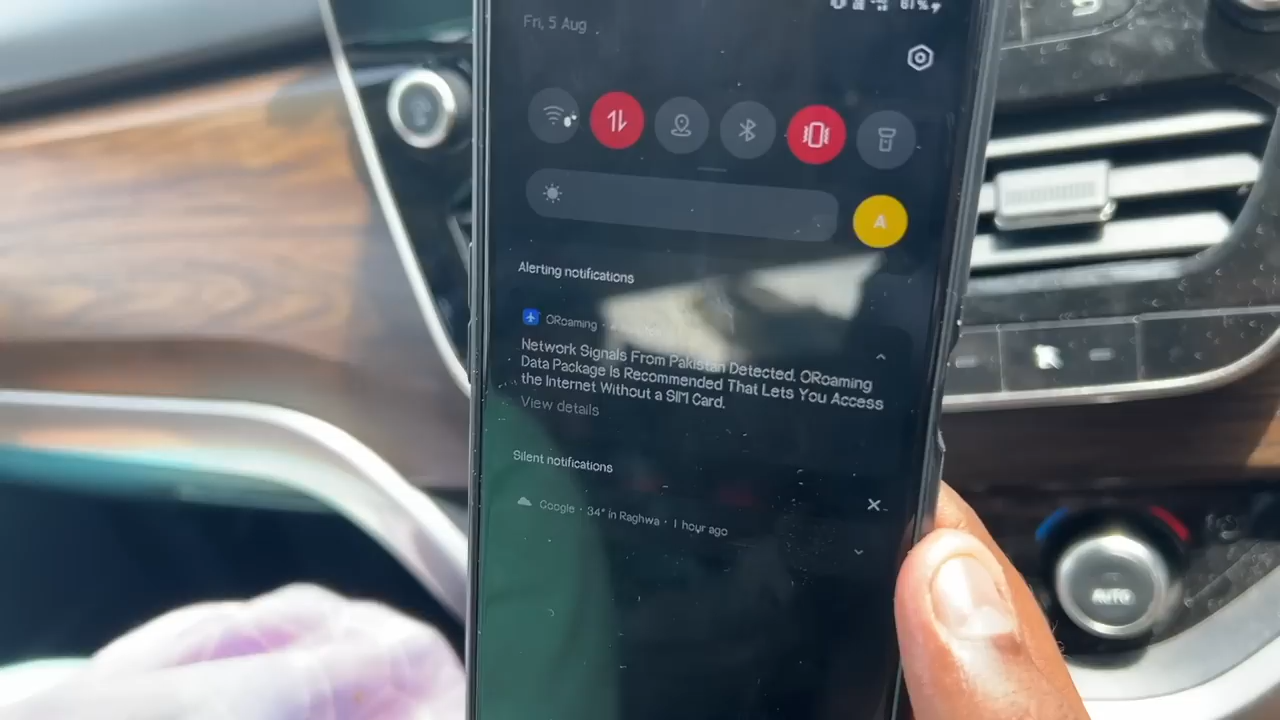 Fri, 5 Aug
61%
A
Alerting notifications
ORoaming ·
Network Signals From Pakistan Detected. ORoaming
Data Package Is Recommended That Lets You Access
the Internet Without a SIM Card.
View details
Silent notifications
Google · 34° in Raghwa · 1 hour ago
AUTO